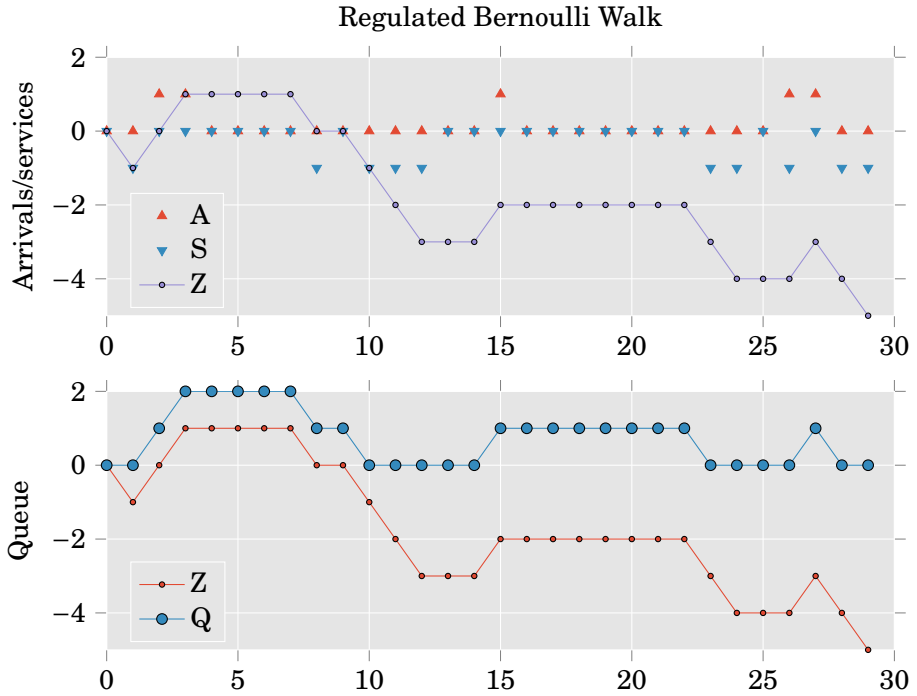 Regulated Bernoulli Walk
2
0
−2
−4
Arrivals/services
A
S
Z
0 5 10 15 20 25 30
2
0
−2
−4
Queue
Z
Q
0 5 10 15 20 25 30